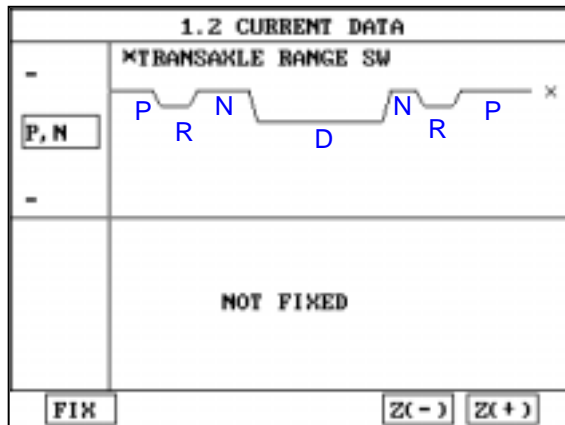 1.2 CURRENT DATA
×TRANSAXLE RANGE SW
-
P N N P ×
R D R
P, N
-
NOT FIXED
FIX Z(-) Z(+)